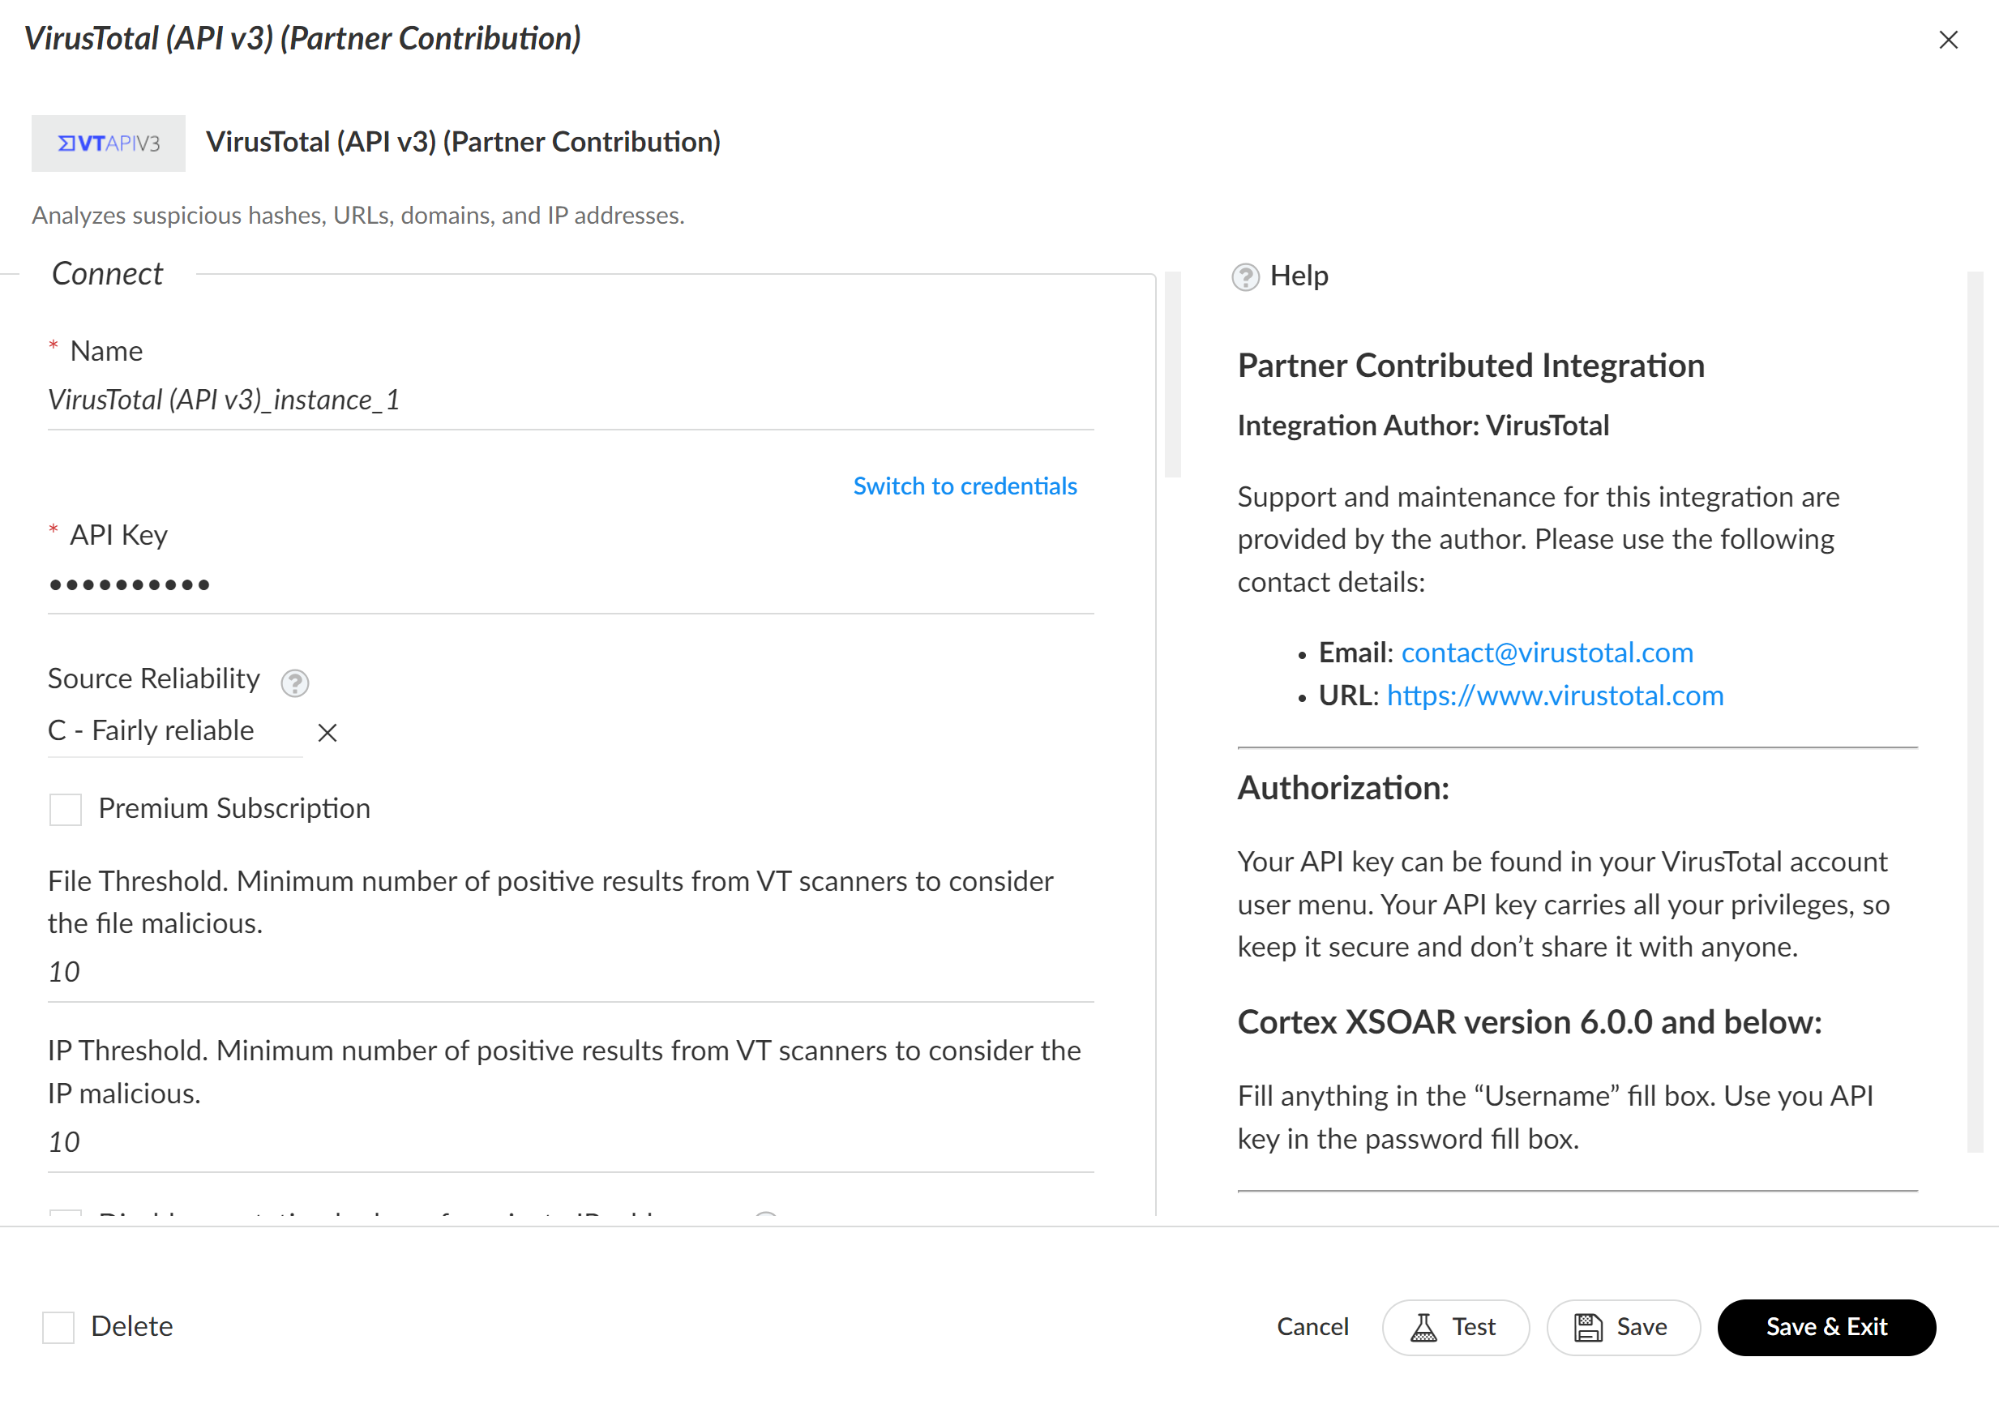 VirusTotal (API v3) (Partner Contribution)
VTAPIV3
VirusTotal (API v3) (Partner Contribution)
Analyzes suspicious hashes, URLs, domains, and IP addresses.
Connect
* Name
VirusTotal (API v3)_instance_1
Switch to credentials
* API Key
••••••••••
Source Reliability ?
C - Fairly reliable ×
Premium Subscription
File Threshold. Minimum number of positive results from VT scanners to consider
the file malicious.
10
IP Threshold. Minimum number of positive results from VT scanners to consider the
IP malicious.
10
? Help
Partner Contributed Integration
Integration Author: VirusTotal
Support and maintenance for this integration are
provided by the author. Please use the following
contact details:
• Email: contact@virustotal.com
• URL: https://www.virustotal.com
Authorization:
Your API key can be found in your VirusTotal account
user menu. Your API key carries all your privileges, so
keep it secure and don’t share it with anyone.
Cortex XSOAR version 6.0.0 and below:
Fill anything in the “Username” fill box. Use you API
key in the password fill box.
Delete
Cancel
Test
Save
Save & Exit